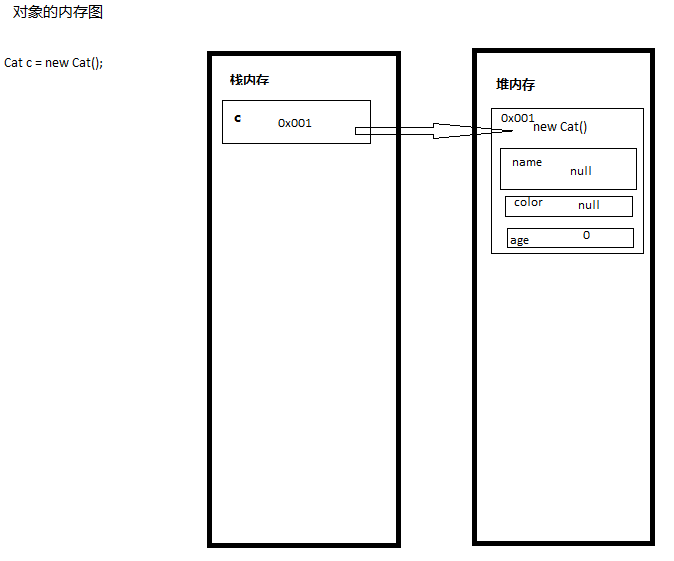 对象的内存图
Cat c = new Cat();
栈内存
c
0x001
堆内存
0x001
new Cat()
name
null
color
null
age
0